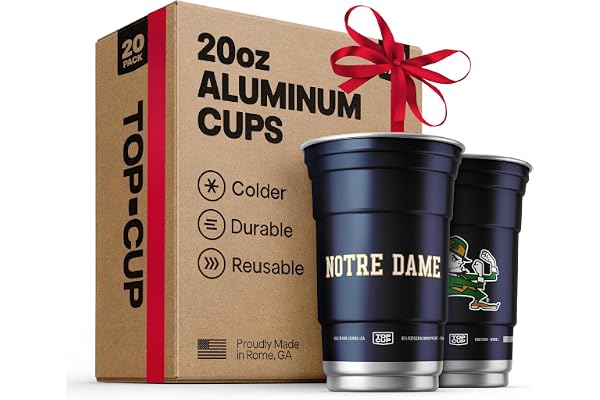 20
PACK
TOP-CUP
20oz
ALUMINUM
CUPS
Colder
Durable
Reusable
Proudly Made
in Rome, GA
NOTRE DAME
TOP
CUP
TOP
CUP